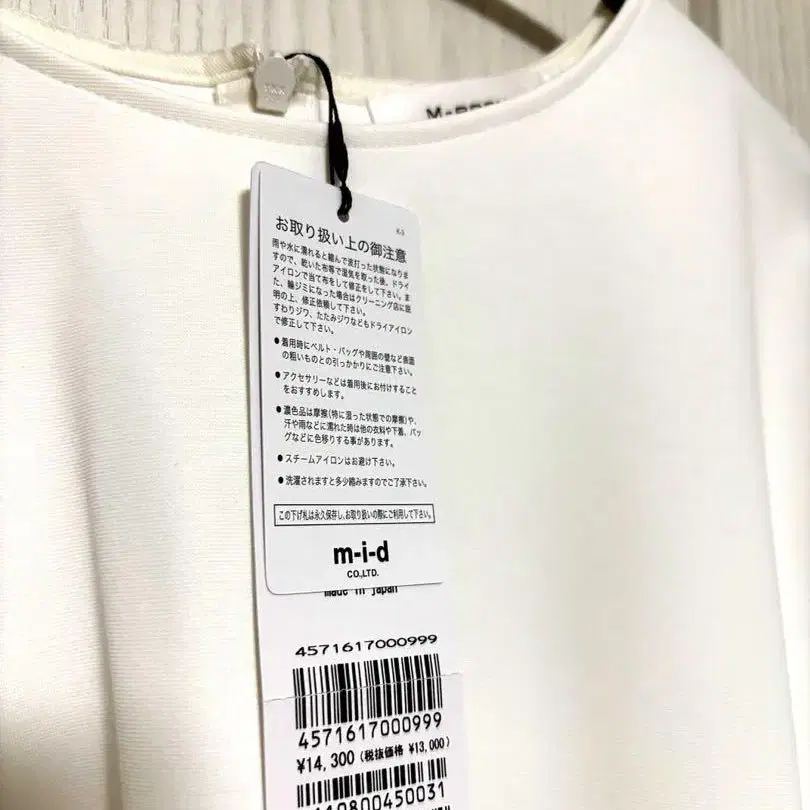 YKK
K-3
お取り扱い上の御注意
雨や水に濡れると縮んで波打った状態になりま
すので、乾いた布等で湿気を取った後、ドライ
アイロンで当て布をして修正をして下さい。ま
た、輪ジミになった場合はクリーニング店に説
明の上、修正依頼して下さい。
すわりジワ、たたみジワなどもドライアイロン
で修正して下さい。
●着用時にベルト・バッグや周囲の壁など表面
の粗いものとの引っかかりにご注意下さい。
●アクセサリーなどは着用後にお付けすること
をおすすめします。
●濃色品は摩擦(特に湿った状態での摩擦)や、
汗や雨などに濡れた時は他の衣料や下着、バッ
グなどに色移りする事があります。
●スチームアイロンはお避け下さい。
●洗濯されますと多少縮みますのでご了承下さい。
この下げ札は永久保存し、お取り扱いの際にご利用して下さい。
m-i-d
CO.,LTD.
made in japan
4571617000999
4571617000999
¥14,300 (税抜価格 ¥13,000)
10800450031